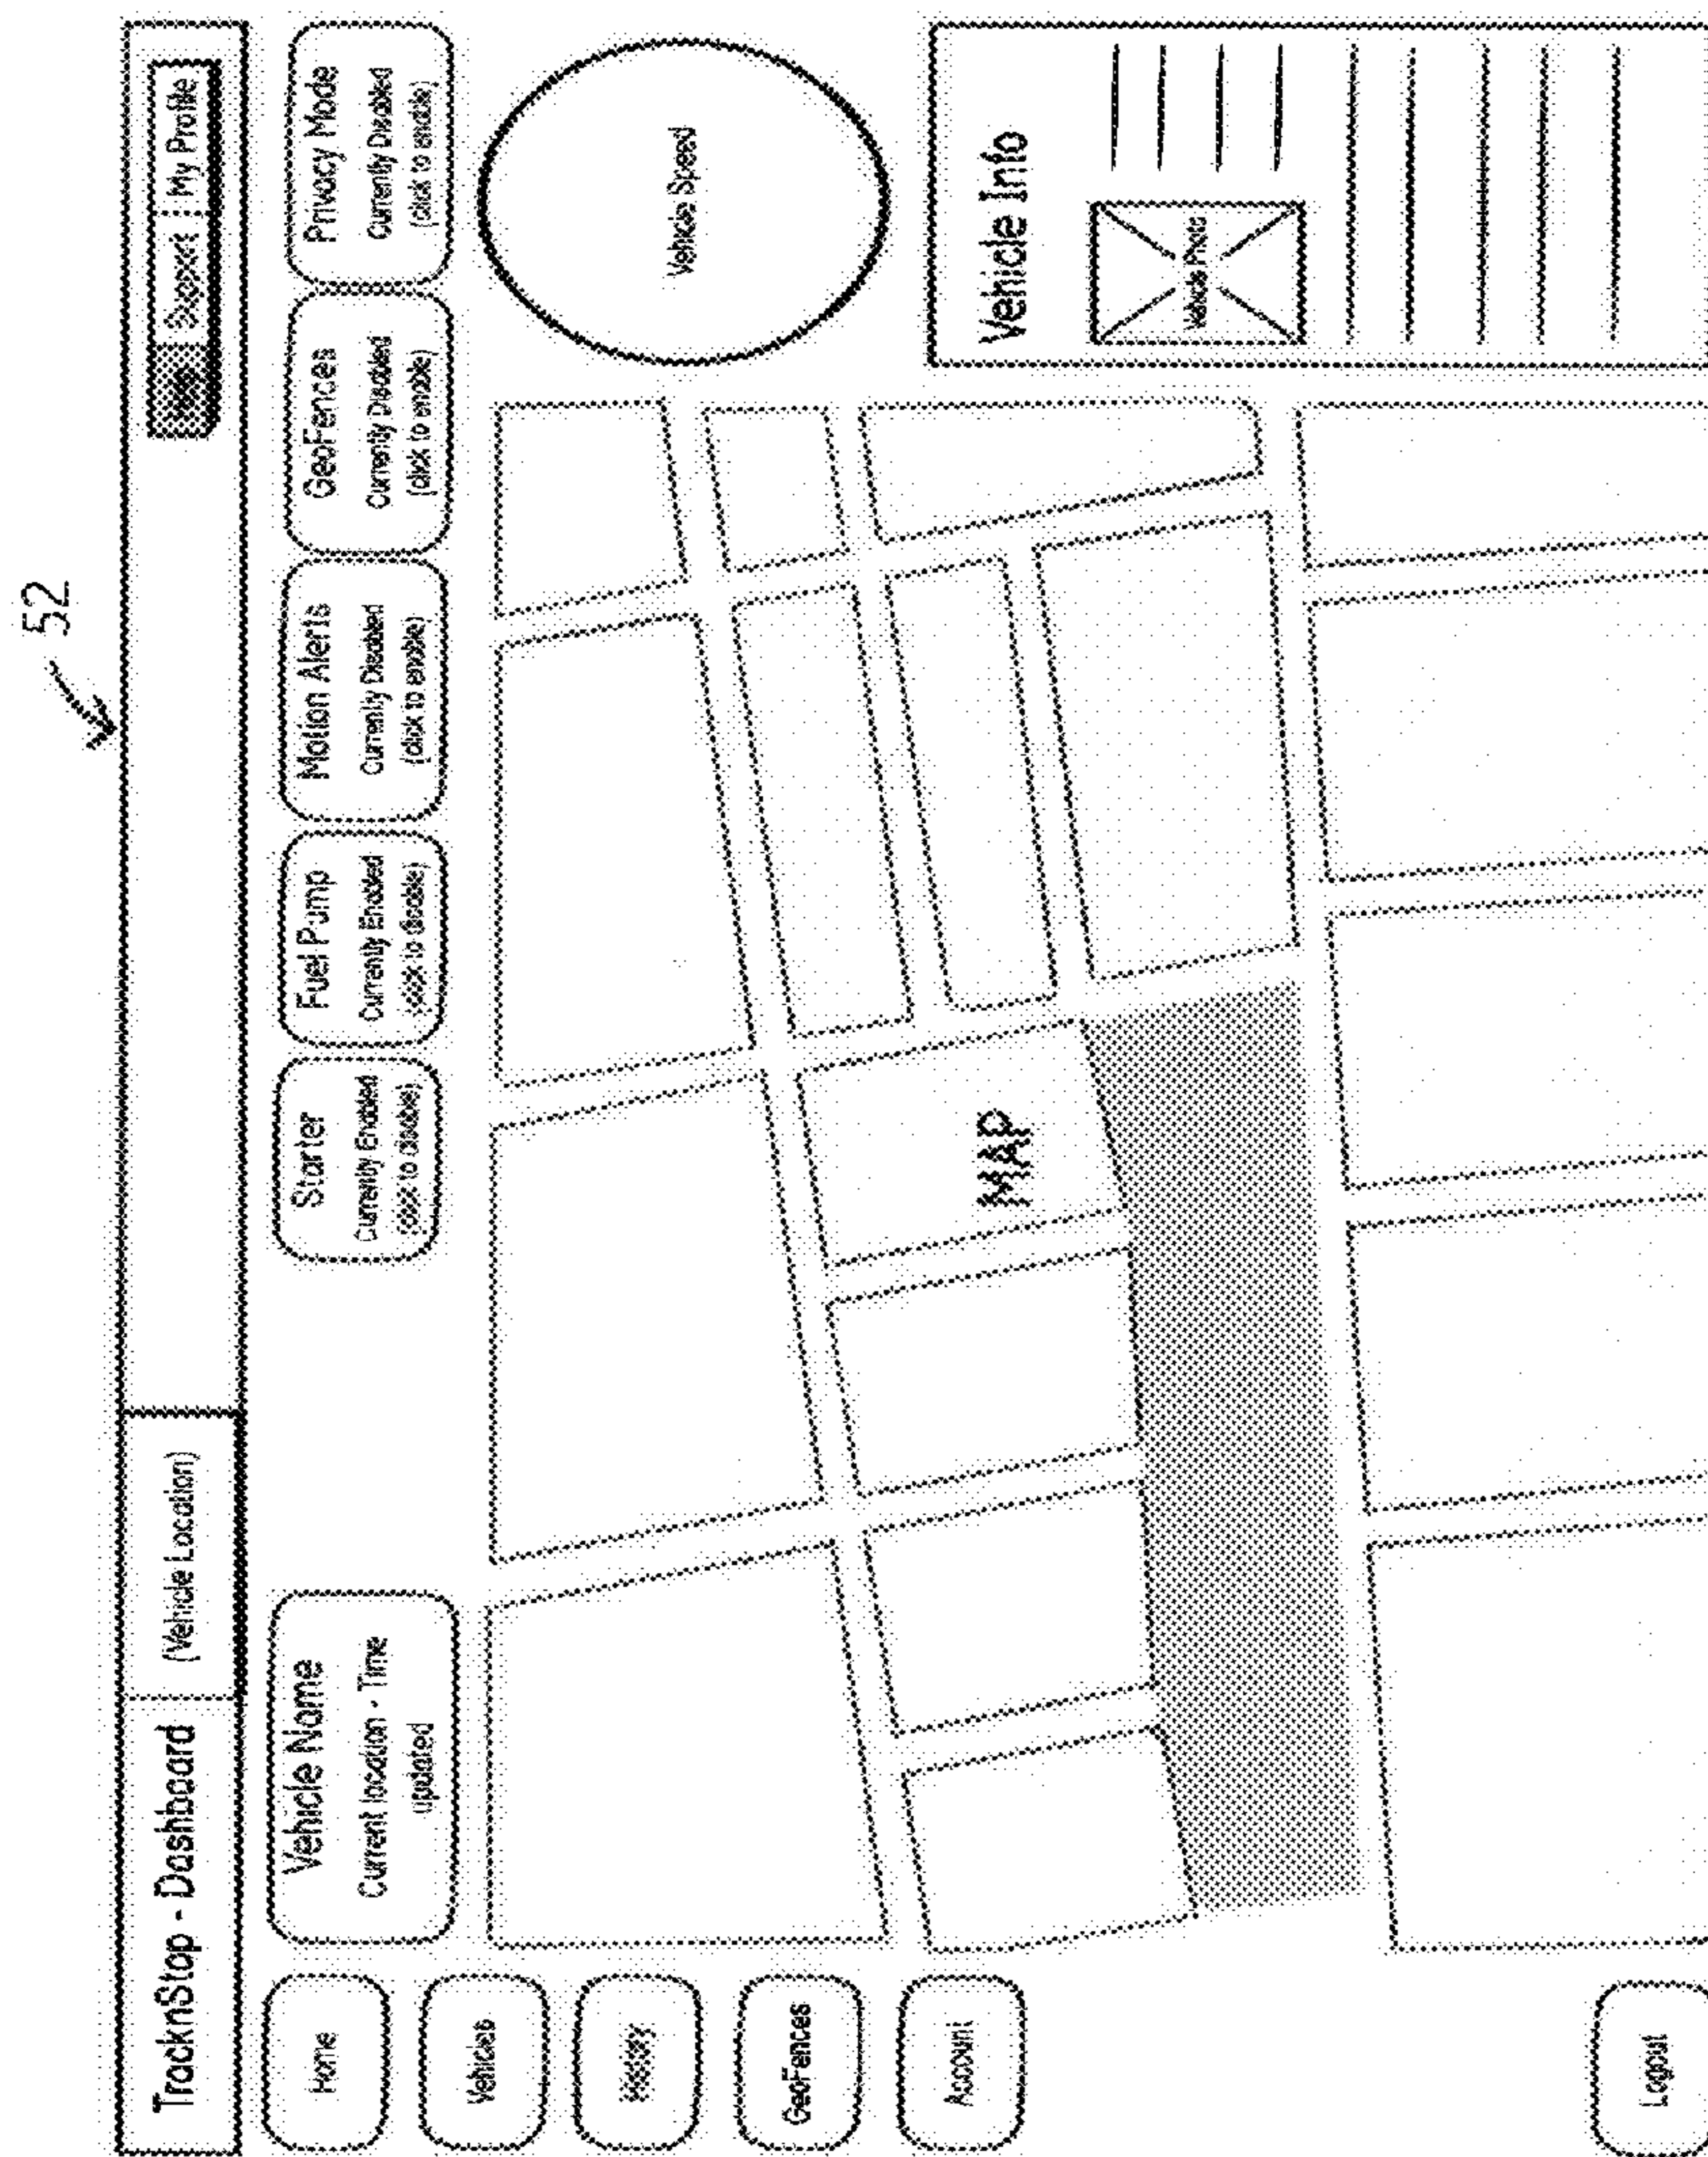 52
TracknStop - Dashboard
(Vehicle Location)
Support
My Profile
Home
Vehicles
History
GeoFences
Account
Logout
Vehicle Name
Current location - Time
updated
Starter
Currently Enabled
(click to disable)
Fuel Pump
Currently Enabled
(click to disable)
Motion Alerts
Currently Disabled
(click to enable)
GeoFences
Currently Disabled
(click to enable)
Privacy Mode
Currently Disabled
(click to enable)
MAP
Vehicle Speed
Vehicle Info
Vehicle Photo